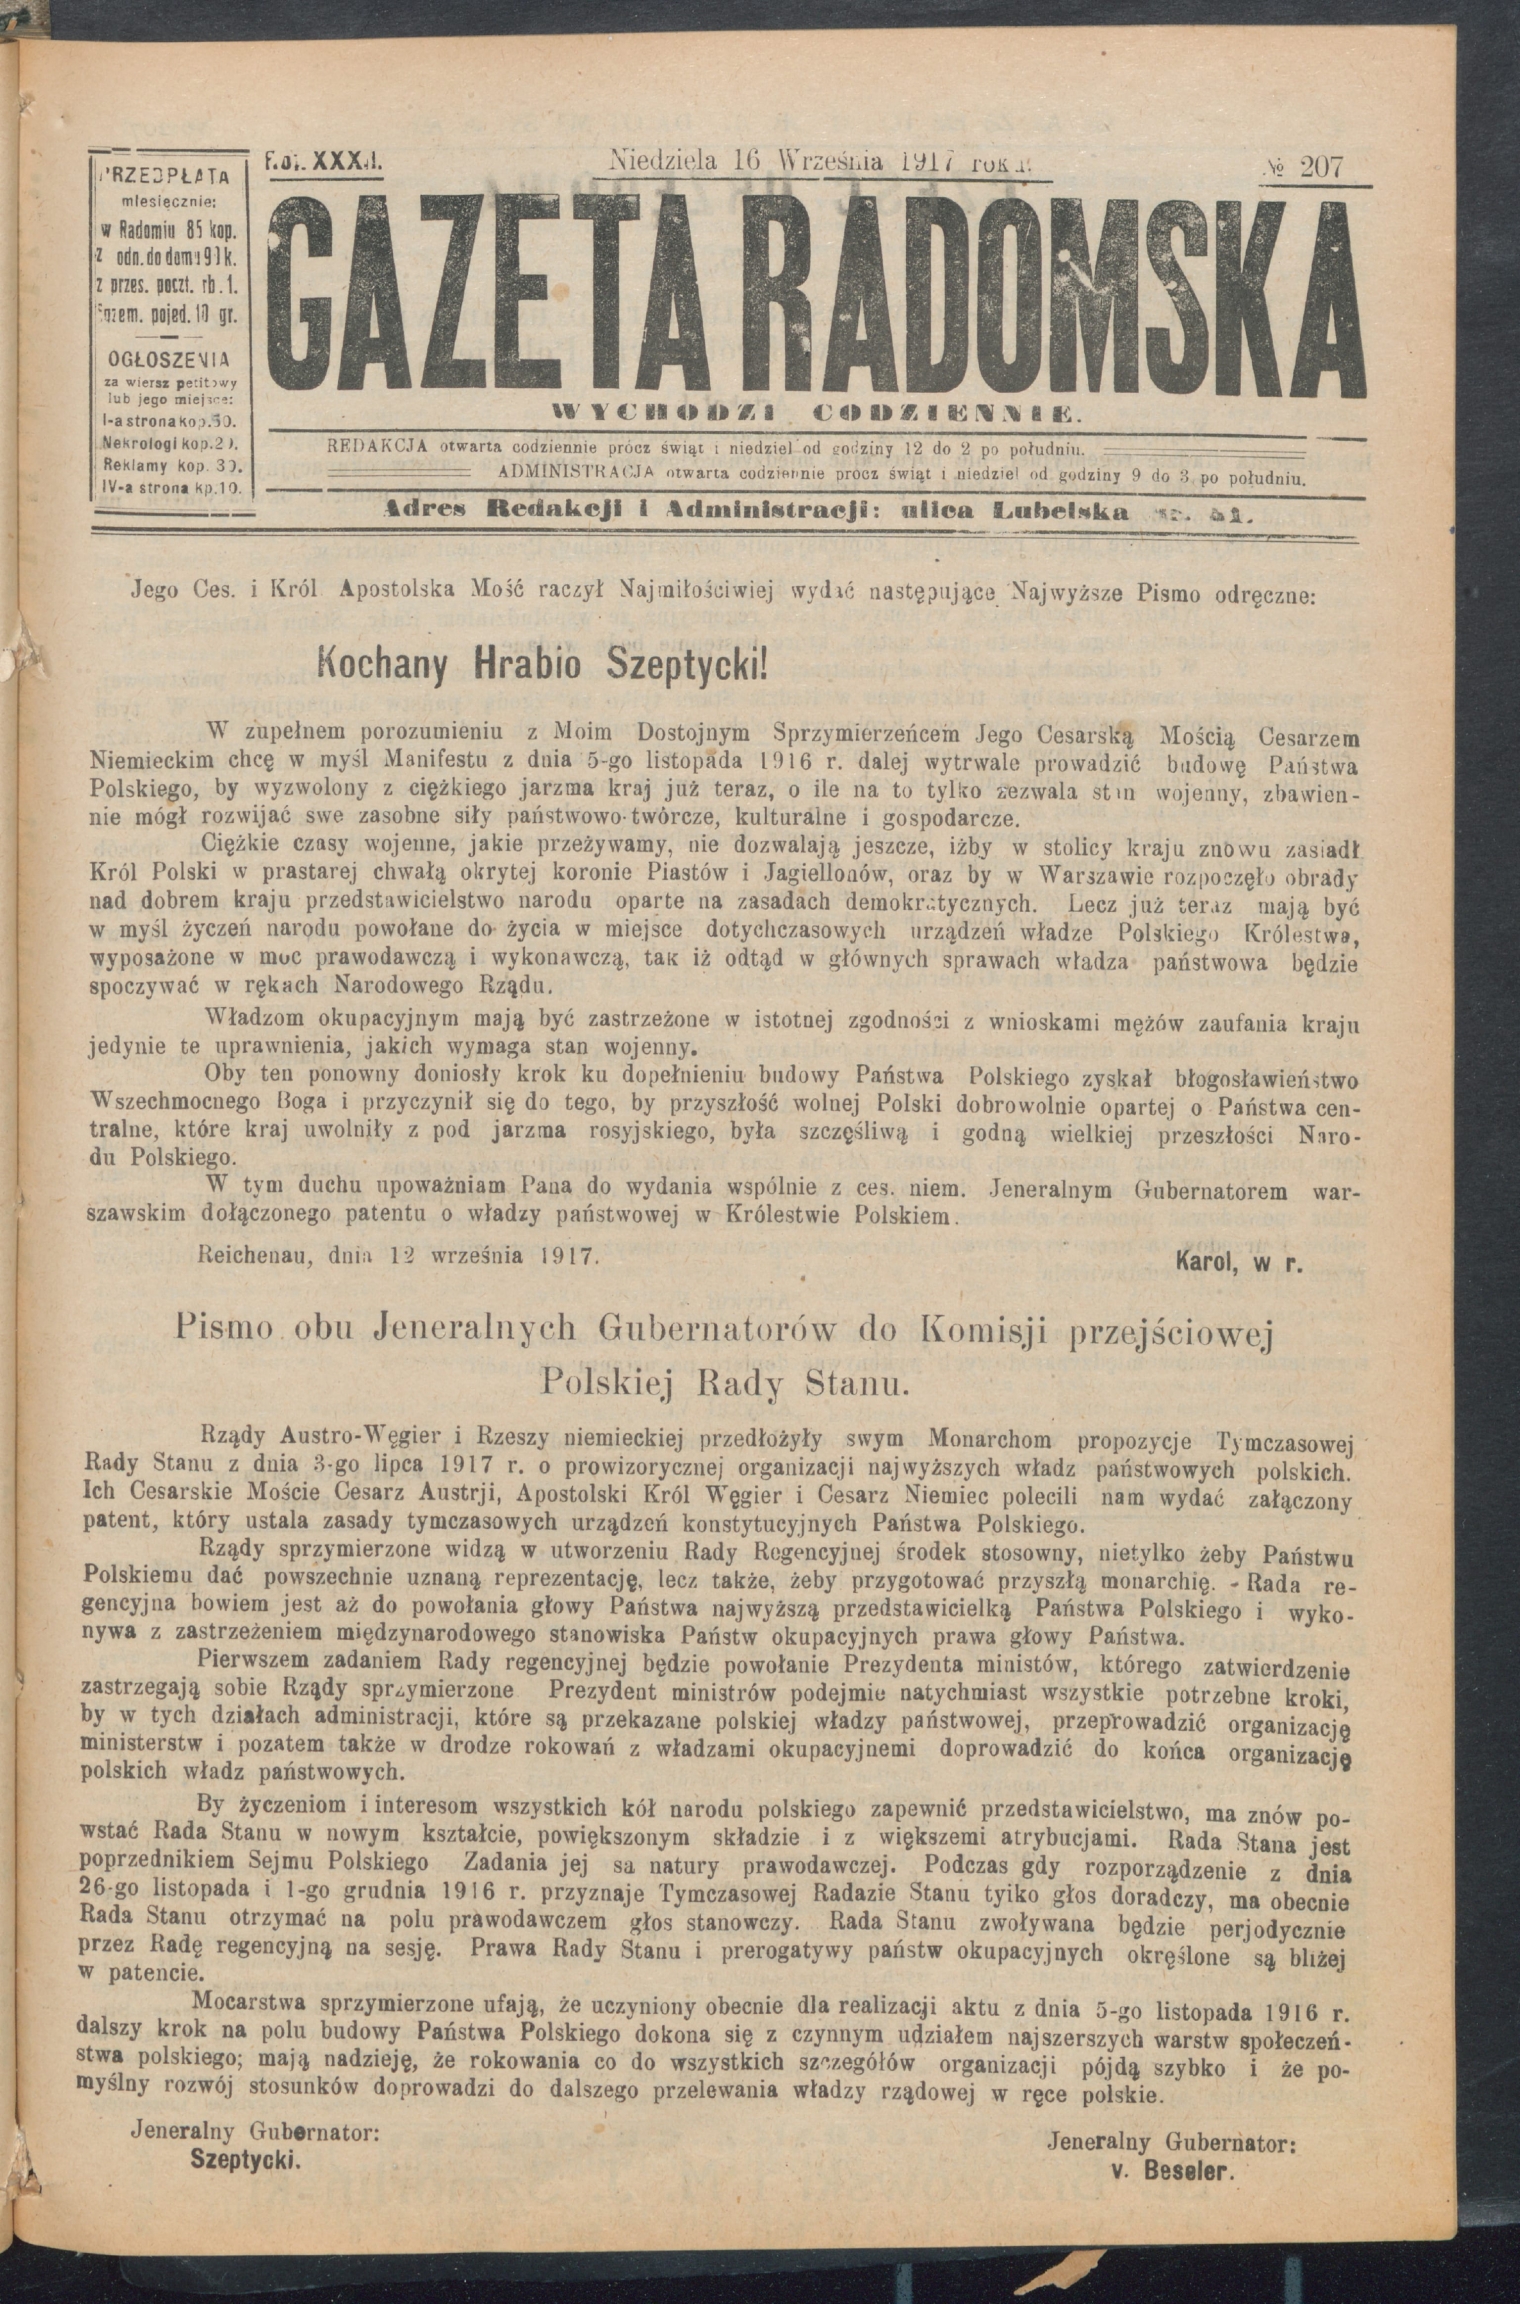 PRZEDPŁATA
miesięcznie:
w Radomiu 85 kop.
z odn. do domu 90 k.
z przes. poczt. rb. 1.
Egzem. pojed. 10 gr.
OGŁOSZENIA
za wiersz petitowy
lub jego miejsce:
I-a strona kop. 50.
Nekrologi kop. 20.
Reklamy kop. 30.
IV-a strona kp. 10.
Rok
Niedziela 16 Września 1917 roku.
№ 207
GAZETA RADOMSKA
WYCHODZI CODZIENNIE.
REDAKCJA otwarta codziennie prócz świąt i niedziel od godziny 12 do 2 po południu.
ADMINISTRACJA otwarta codziennie prócz świąt i niedziel od godziny 9 do 3 po południu.
Adres Redakcji i Administracji: ulica Lubelska nr.
Jego Ces. i Król Apostolska Mość raczył Najmiłościwiej wydać następujące Najwyższe Pismo odręczne:
Kochany Hrabio Szeptycki!
W zupełnem porozumieniu z Moim Dostojnym Sprzymierzeńcem Jego Cesarską Mością Cesarzem
Niemieckim chcę w myśl Manifestu z dnia 5-go listopada 1916 r. dalej wytrwale prowadzić budowę Państwa
Polskiego, by wyzwolony z ciężkiego jarzma kraj już teraz, o ile na to tylko zezwala stan wojenny, zbawien-
nie mógł rozwijać swe zasobne siły państwowo-twórcze, kulturalne i gospodarcze.
Ciężkie czasy wojenne, jakie przeżywamy, nie dozwalają jeszcze, iżby w stolicy kraju znowu zasiadł
Król Polski w prastarej chwałą okrytej koronie Piastów i Jagiellonów, oraz by w Warszawie rozpoczęło obrady
nad dobrem kraju przedstawicielstwo narodu oparte na zasadach demokratycznych. Lecz już teraz mają być
w myśl życzeń narodu powołane do życia w miejsce dotychczasowych urządzeń władze Polskiego Królestwa,
wyposażone w moc prawodawczą i wykonawczą, tak iż odtąd w głównych sprawach władza państwowa będzie
spoczywać w rękach Narodowego Rządu.
Władzom okupacyjnym mają być zastrzeżone w istotnej zgodności z wnioskami mężów zaufania kraju
jedynie te uprawnienia, jakich wymaga stan wojenny.
Oby ten ponowny doniosły krok ku dopełnieniu budowy Państwa Polskiego zyskał błogosławieństwo
Wszechmocnego Boga i przyczynił się do tego, by przyszłość wolnej Polski dobrowolnie opartej o Państwa cen-
tralne, które kraj uwolniły z pod jarzma rosyjskiego, była szczęśliwą i godną wielkiej przeszłości Naro-
du Polskiego.
W tym duchu upoważniam Pana do wydania wspólnie z ces. niem. Jeneralnym Gubernatorem war-
szawskim dołączonego patentu o władzy państwowej w Królestwie Polskiem.
Reichenau, dnia 12 września 1917.
Karol, w r.
Pismo obu Jeneralnych Gubernatorów do Komisji przejściowej
Polskiej Rady Stanu.
Rządy Austro-Węgier i Rzeszy niemieckiej przedłożyły swym Monarchom propozycje Tymczasowej
Rady Stanu z dnia 3-go lipca 1917 r. o prowizorycznej organizacji najwyższych władz państwowych polskich.
Ich Cesarskie Moście Cesarz Austrji, Apostolski Król Węgier i Cesarz Niemiec polecili nam wydać załączony
patent, który ustala zasady tymczasowych urządzeń konstytucyjnych Państwa Polskiego.
Rządy sprzymierzone widzą w utworzeniu Rady Regencyjnej środek stosowny, nietylko żeby Państwu
Polskiemu dać powszechnie uznaną reprezentację, lecz także, żeby przygotować przyszłą monarchię. - Rada re-
gencyjna bowiem jest aż do powołania głowy Państwa najwyższą przedstawicielką Państwa Polskiego i wyko-
nywa z zastrzeżeniem międzynarodowego stanowiska Państw okupacyjnych prawa głowy Państwa.
Pierwszem zadaniem Rady regencyjnej będzie powołanie Prezydenta ministów, którego zatwierdzenie
zastrzegają sobie Rządy sprzymierzone Prezydent ministrów podejmie natychmiast wszystkie potrzebne kroki,
by w tych działach administracji, które są przekazane polskiej władzy państwowej, przeprowadzić organizację
ministerstw i pozatem także w drodze rokowań z władzami okupacyjnemi doprowadzić do końca organizację
polskich władz państwowych.
By życzeniom i interesom wszystkich kół narodu polskiego zapewnić przedstawicielstwo, ma znów po-
wstać Rada Stanu w nowym kształcie, powiększonym składzie i z większemi atrybucjami. Rada Stana jest
poprzednikiem Sejmu Polskiego Zadania jej sa natury prawodawczej. Podczas gdy rozporządzenie z dnia
26-go listopada i 1-go grudnia 1916 r. przyznaje Tymczasowej Radazie Stanu tyiko głos doradczy, ma obecnie
Rada Stanu otrzymać na polu prawodawczem głos stanowczy. Rada Stanu zwoływana będzie perjodycznie
przez Radę regencyjną na sesję. Prawa Rady Stanu i prerogatywy państw okupacyjnych określone są bliżej
w patencie.
Mocarstwa sprzymierzone ufają, że uczyniony obecnie dla realizacji aktu z dnia 5-go listopada 1916 r.
dalszy krok na polu budowy Państwa Polskiego dokona się z czynnym udziałem najszerszych warstw społeczeń-
stwa polskiego; mają nadzieję, że rokowania co do wszystkich szczegółów organizacji pójdą szybko i że po-
myślny rozwój stosunków doprowadzi do dalszego przelewania władzy rządowej w ręce polskie.
Jeneralny Gubernator:
Szeptycki.
Jeneralny Gubernator:
v. Beseler.